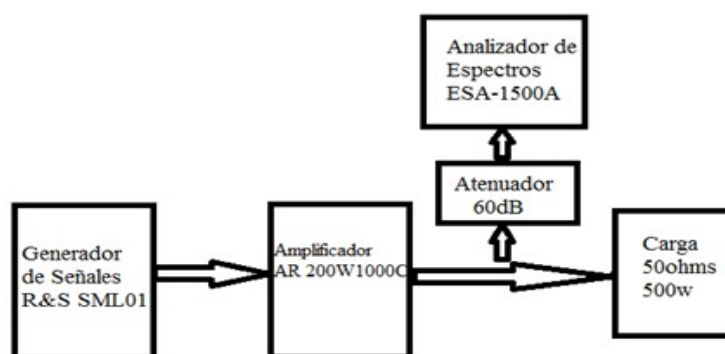 Analizador de
Espectros
ESA-1500A
Atenuador
60dB
Generador
de Señales
R&S SML01
Amplificador
AR 200W1000C
Carga
50ohms
500w